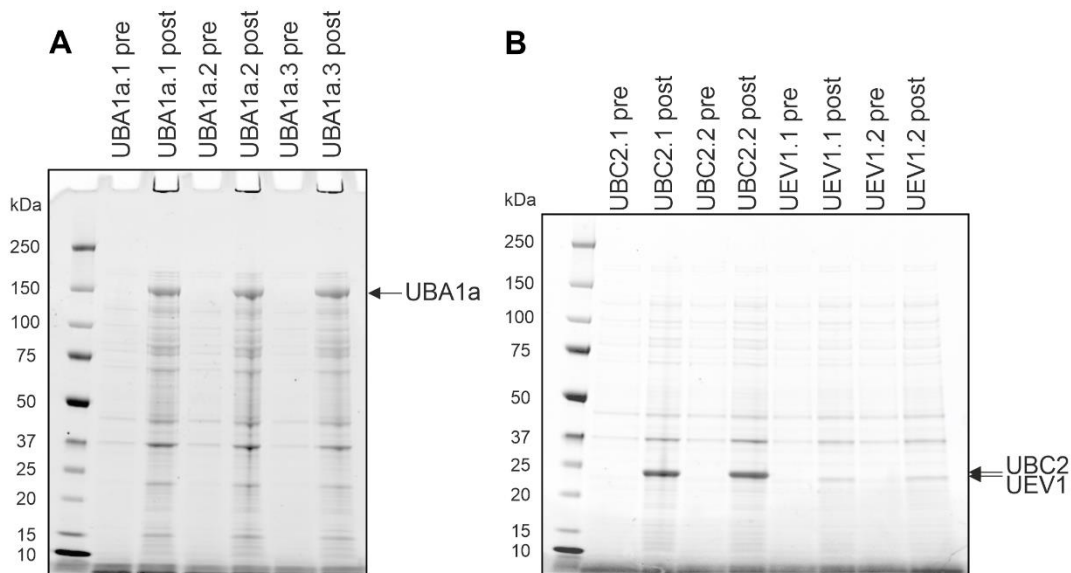 A
UBA1a.1 pre
UBA1a.1 post
UBA1a.2 pre
UBA1a.2 post
UBA1a.3 pre
UBA1a.3 post
kDa
250
150
100
75
50
37
25
20
15
10
UBA1a
B
UBC2.1 pre
UBC2.1 post
UBC2.2 pre
UBC2.2 post
UEV1.1 pre
UEV1.1 post
UEV1.2 pre
UEV1.2 post
kDa
250
150
100
75
50
37
25
20
15
10
UBC2
UEV1